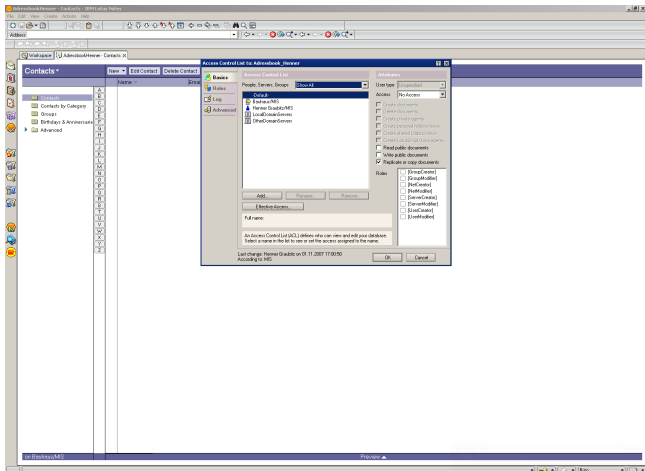 AdressbookHenner - Contacts - IBM Lotus Notes
File Edit View Create Actions Help
Address
Workspace
AdressbookHenner - Contacts
Contacts
New
Edit Contact
Delete Contact
Name
Contacts
Contacts by Category
Groups
Birthdays & Anniversaries
Advanced
A
B
C
D
E
F
G
H
I
J
K
L
M
N
O
P
Q
R
S
T
U
V
W
X
Y
Z
Access Control List to: Adressbook_Henner
Basics
Roles
Log
Advanced
Access Control List
People, Servers, Groups
Show All
-Default-
Bauhaus/MIS
Henner Graubitz/MIS
LocalDomainServers
OtherDomainServers
Add...
Rename...
Remove
Effective Access...
Full name:
An Access Control List (ACL) defines who can view and edit your database.
Select a name in the list to see or set the access assigned to the name.
Last change: Henner Graubitz on 01.11.2007 17:00:50
According to: MIS
Attributes
User type
Unspecified
Access
No Access
Create documents
Delete documents
Create private agents
Create personal folders/views
Create shared folders/views
Create LotusScript/Java agents
Read public documents
Write public documents
Replicate or copy documents
Roles
[GroupCreator]
[GroupModifier]
[NetCreator]
[NetModifier]
[ServerCreator]
[ServerModifier]
[UserCreator]
[UserModifier]
OK
Cancel
on Bauhaus/MIS
Preview